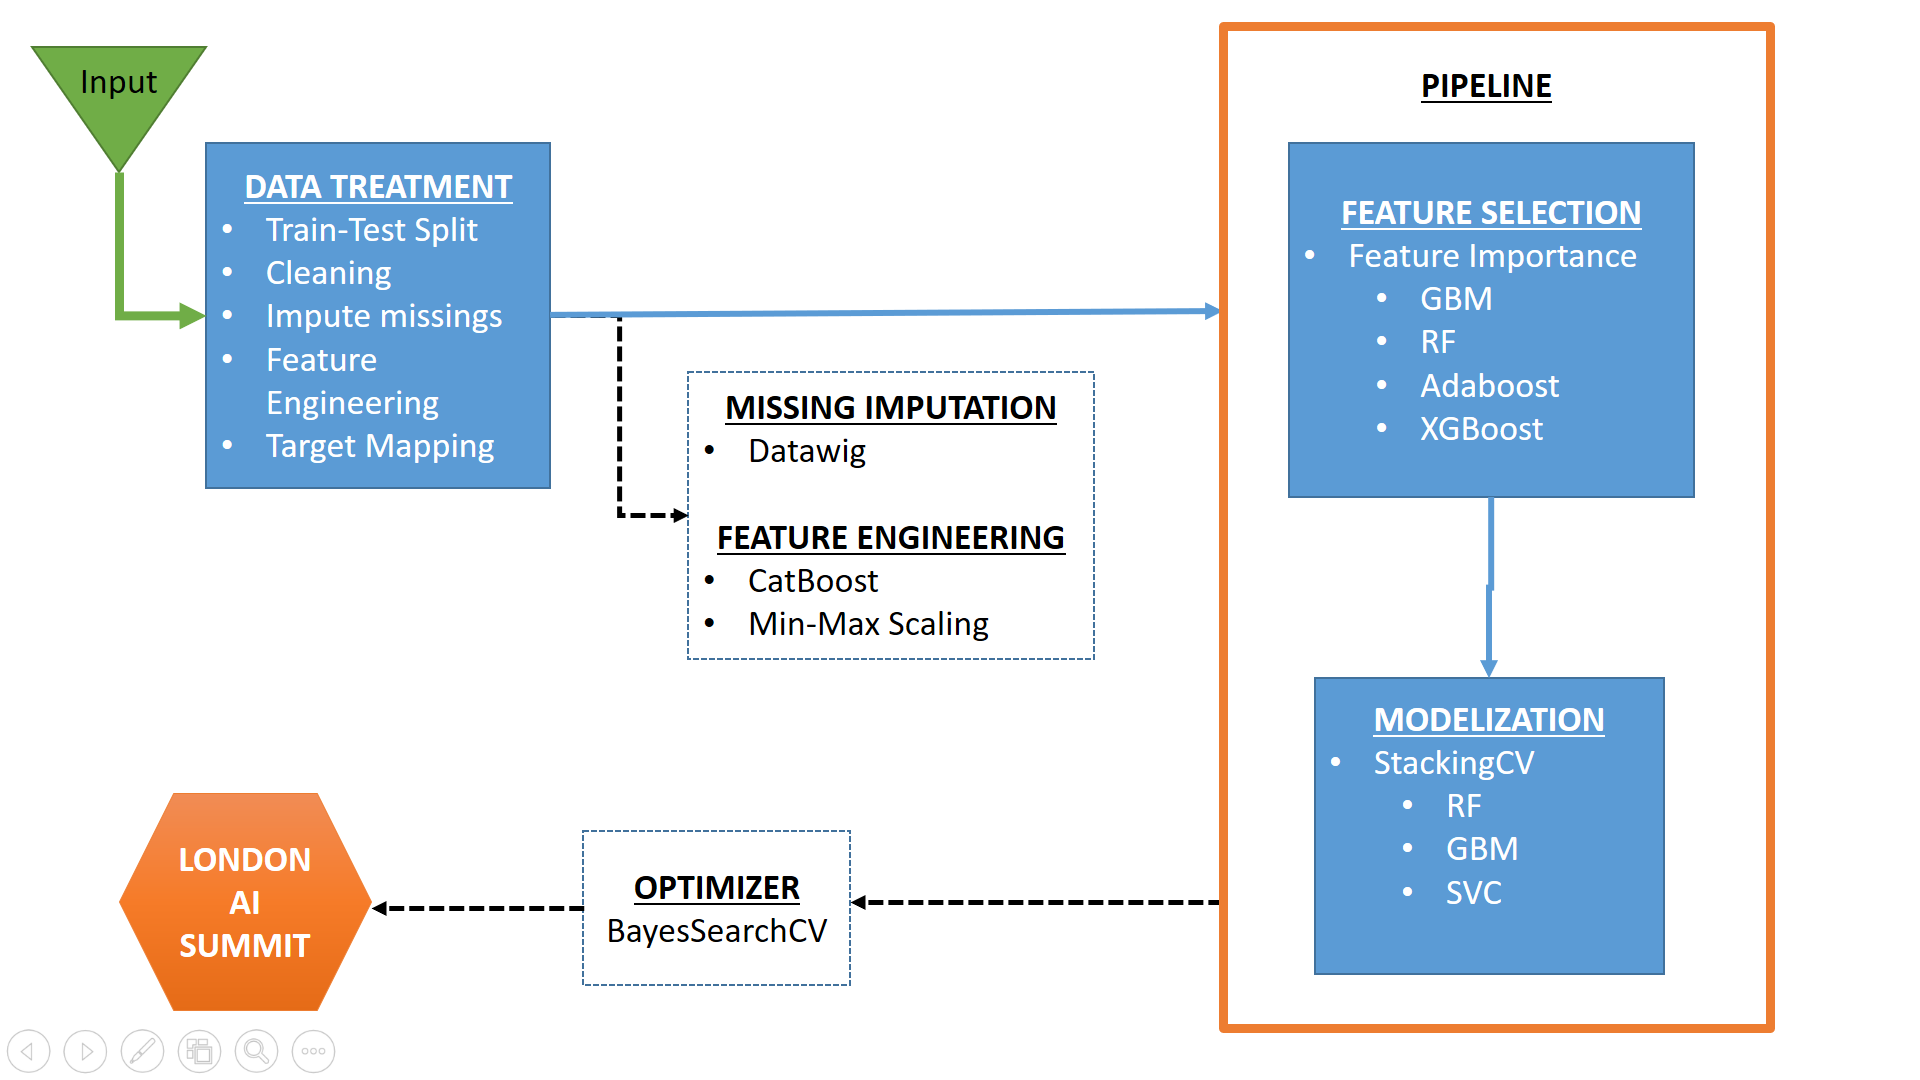 Input
DATA TREATMENT
• Train-Test Split
• Cleaning
• Impute missings
• Feature
Engineering
• Target Mapping
MISSING IMPUTATION
• Datawig
FEATURE ENGINEERING
• CatBoost
• Min-Max Scaling
PIPELINE
FEATURE SELECTION
• Feature Importance
• GBM
• RF
• Adaboost
• XGBoost
MODELIZATION
• StackingCV
• RF
• GBM
• SVC
OPTIMIZER
BayesSearchCV
LONDON
AI
SUMMIT